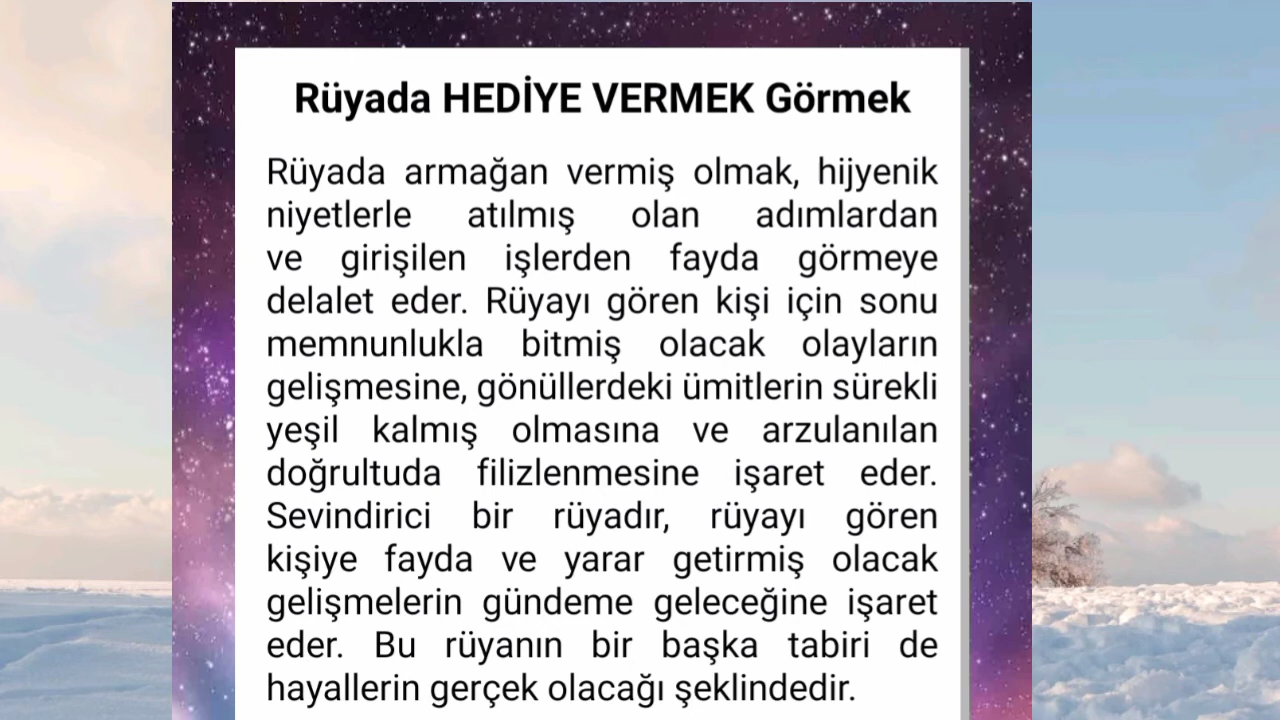 Rüyada HEDİYE VERMEK Görmek
Rüyada armağan vermiş olmak, hijyenik
niyetlerle atılmış olan adımlardan
ve girişilen işlerden fayda görmeye
delalet eder. Rüyayı gören kişi için sonu
memnunlukla bitmiş olacak olayların
gelişmesine, gönüllerdeki ümitlerin sürekli
yeşil kalmış olmasına ve arzulanılan
doğrultuda filizlenmesine işaret eder.
Sevindirici bir rüyadır, rüyayı gören
kişiye fayda ve yarar getirmiş olacak
gelişmelerin gündeme geleceğine işaret
eder. Bu rüyanın bir başka tabiri de
hayallerin gerçek olacağı şeklindedir.